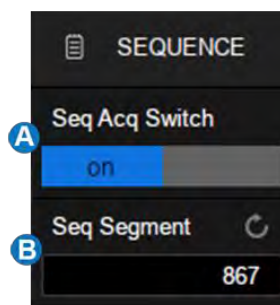 SEQUENCE
Seq Acq Switch
A
on
Seq Segment
B
867